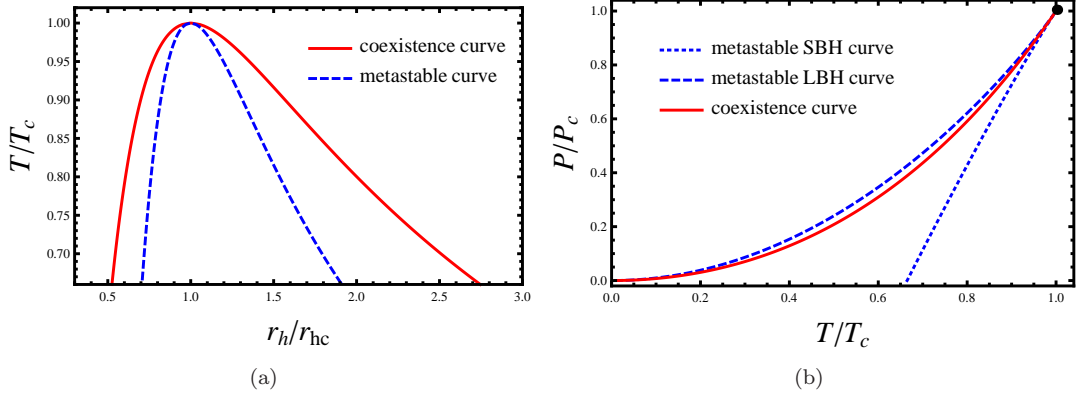 coexistence curve
metastable curve
T/T_c
1.00
0.95
0.90
0.85
0.80
0.75
0.70
0.5
1.0
1.5
2.0
2.5
3.0
r_h/r_hc
(a)
metastable SBH curve
metastable LBH curve
coexistence curve
P/P_c
1.0
0.8
0.6
0.4
0.2
0.0
0.0
0.2
0.4
0.6
0.8
1.0
T/T_c
(b)